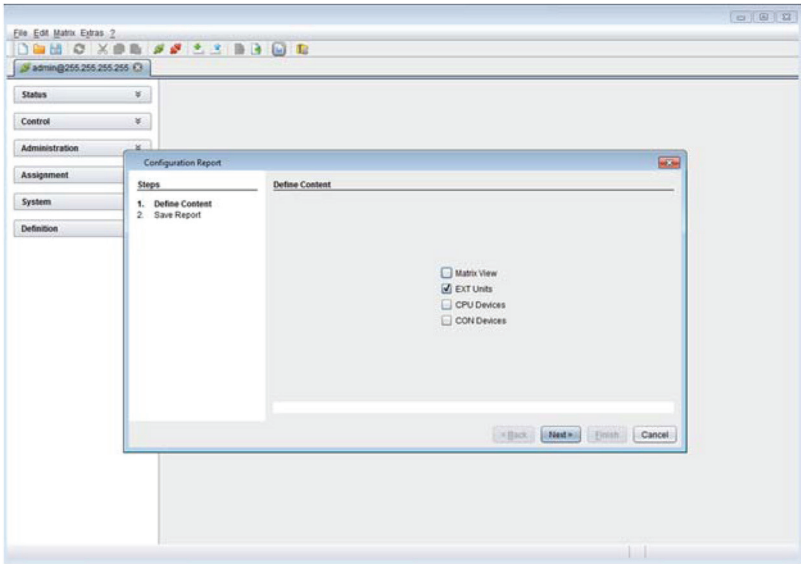 File Edit Matrix Extras ?
admin@255.255.255.255
Status
Control
Administration
Assignment
System
Definition
Configuration Report
Steps
1. Define Content
2. Save Report
Define Content
Matrix View
EXT Units
CPU Devices
CON Devices
< Back Next > Finish Cancel